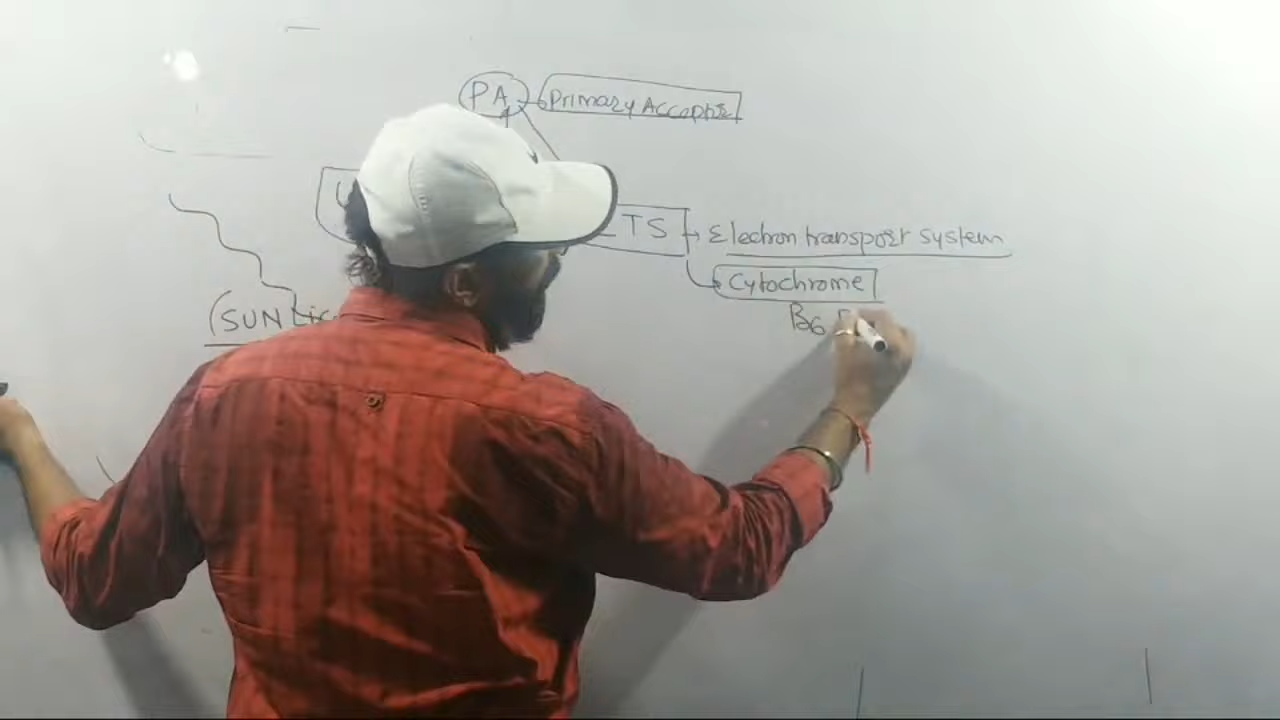 PA Primary Acceptor
TS Electron transport system
Cytochrome
B6
(SUN